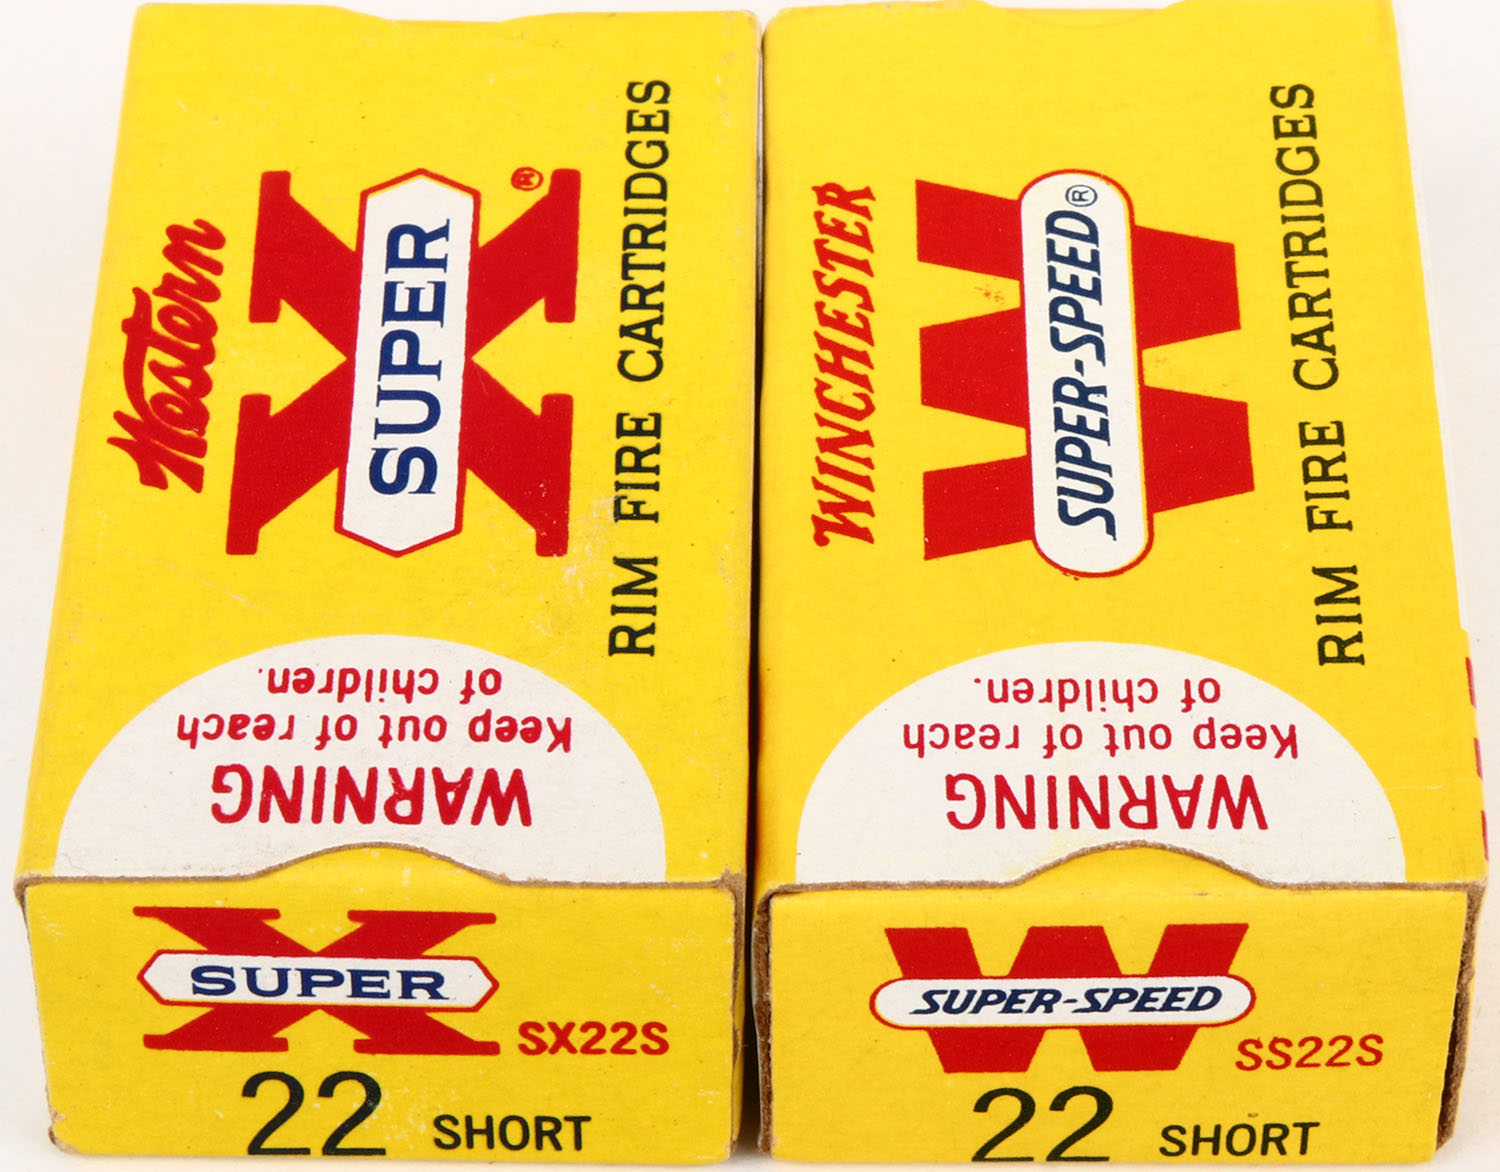 Western
SUPER X ®
RIM FIRE CARTRIDGES
WARNING
Keep out of reach
of children.
X
SUPER
SX22S
22 SHORT
WINCHESTER
W
SUPER-SPEED ®
RIM FIRE CARTRIDGES
WARNING
Keep out of reach
of children.
W
SUPER-SPEED
SS22S
22 SHORT